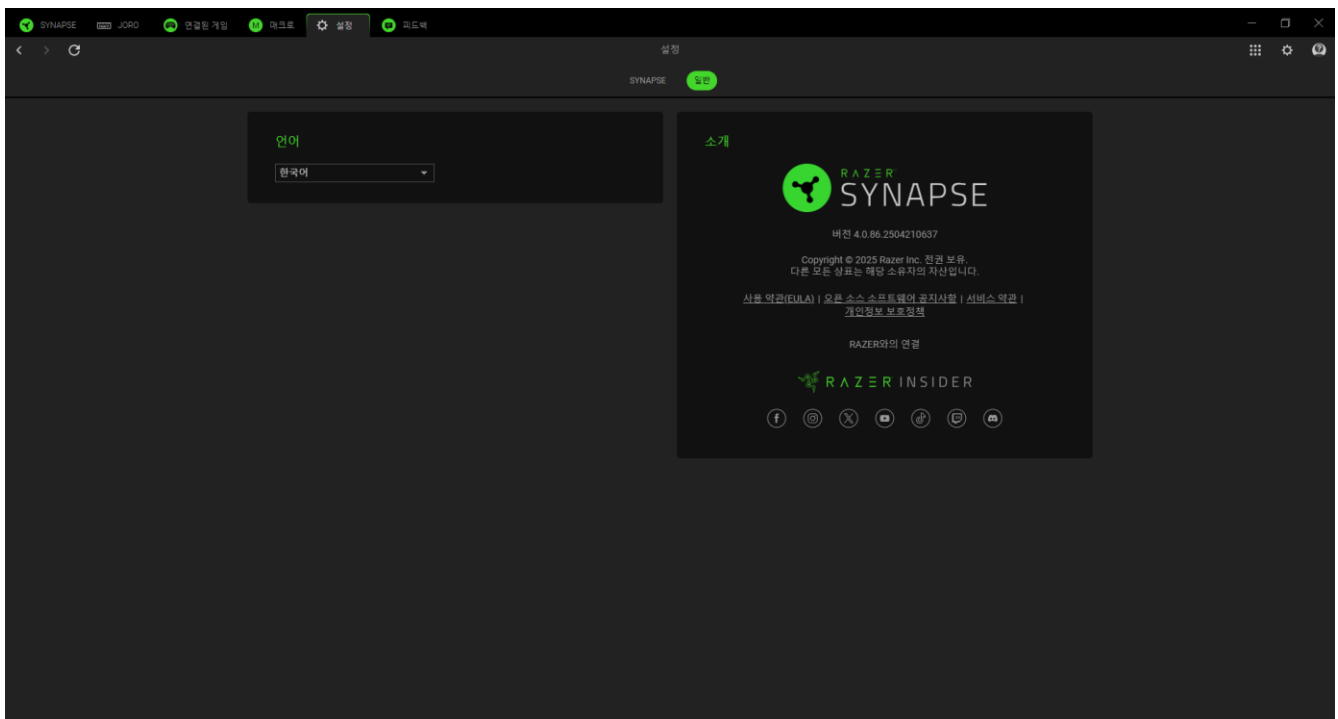 SYNAPSE JORO 연결된 게임 M 매크로 설정 피드백
설정
SYNAPSE 일반
언어
한국어
소개
RAZER
SYNAPSE
버전 4.0.86.2504210637
Copyright © 2025 Razer Inc. 전권 보유.
다른 모든 상표는 해당 소유자의 자산입니다.
사용 약관(EULA) | 오픈 소스 소프트웨어 공지사항 | 서비스 약관 |
개인정보 보호정책
RAZER와의 연결
RAZER INSIDER